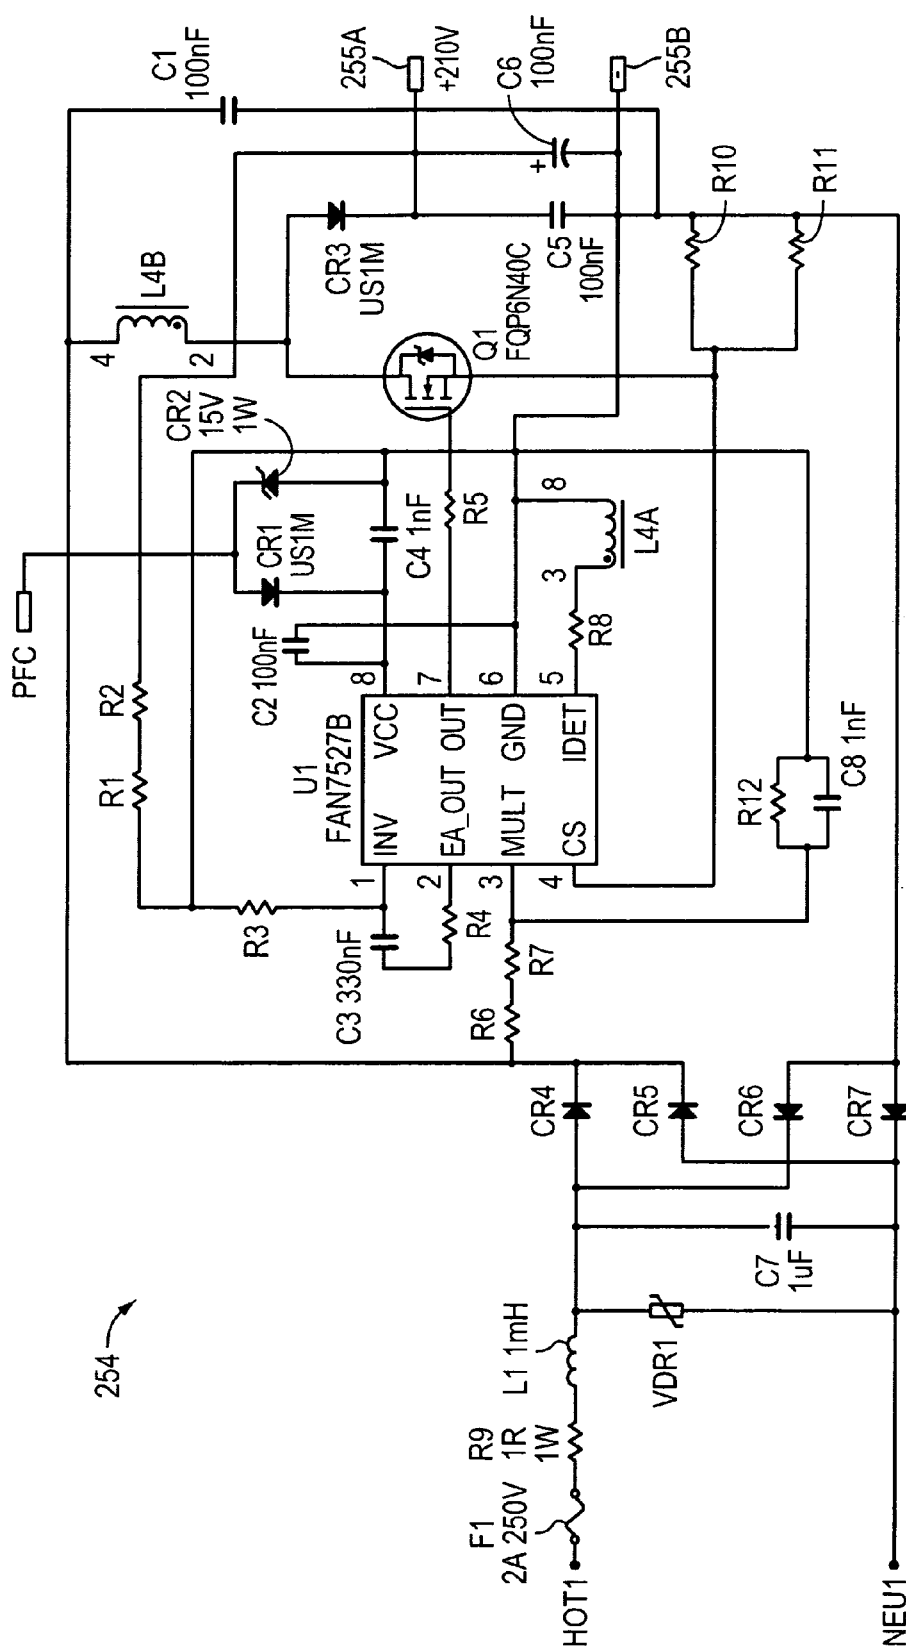 254
HOT1
F1
2A 250V
R9
1R
1W
L1 1mH
VDR1
C7
1uF
NEU1
CR4
CR5
CR6
CR7
R6
R7
C3 330nF
R4
R3
R1
R2
PFC
U1
FAN7527B
1
INV
2
EA_OUT
3
MULT
4
CS
VCC
8
OUT
7
GND
6
IDET
5
C2 100nF
CR1
US1M
CR2
15V
1W
C4 1nF
R5
R8
3
8
L4A
R12
C8 1nF
4
2
L4B
Q1
FQP6N40C
CR3
US1M
C5
100nF
C1
100nF
255A
+210V
+
C6
100nF
-
255B
R10
R11